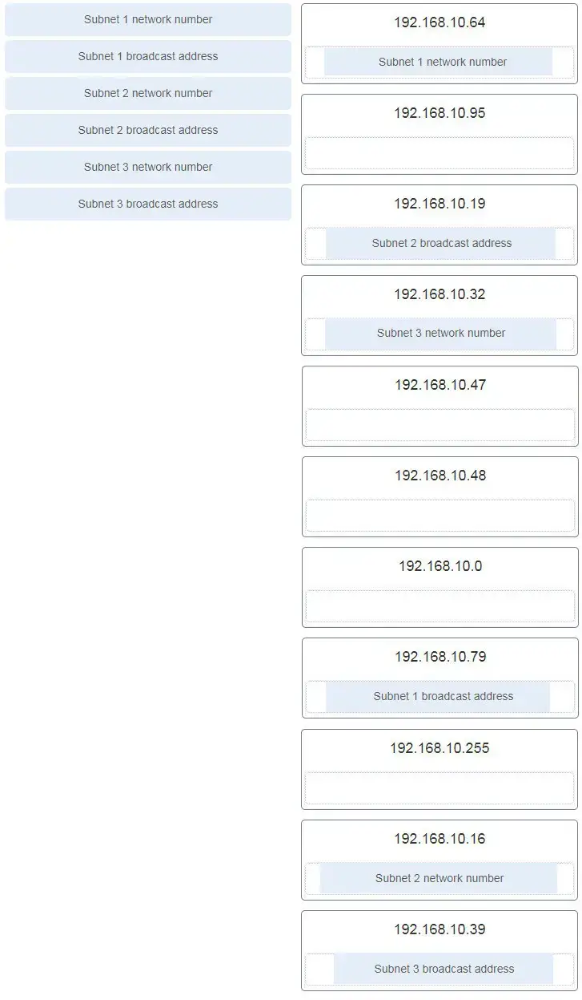 Subnet 1 network number
Subnet 1 broadcast address
Subnet 2 network number
Subnet 2 broadcast address
Subnet 3 network number
Subnet 3 broadcast address
192.168.10.64
Subnet 1 network number
192.168.10.95
192.168.10.19
Subnet 2 broadcast address
192.168.10.32
Subnet 3 network number
192.168.10.47
192.168.10.48
192.168.10.0
192.168.10.79
Subnet 1 broadcast address
192.168.10.255
192.168.10.16
Subnet 2 network number
192.168.10.39
Subnet 3 broadcast address